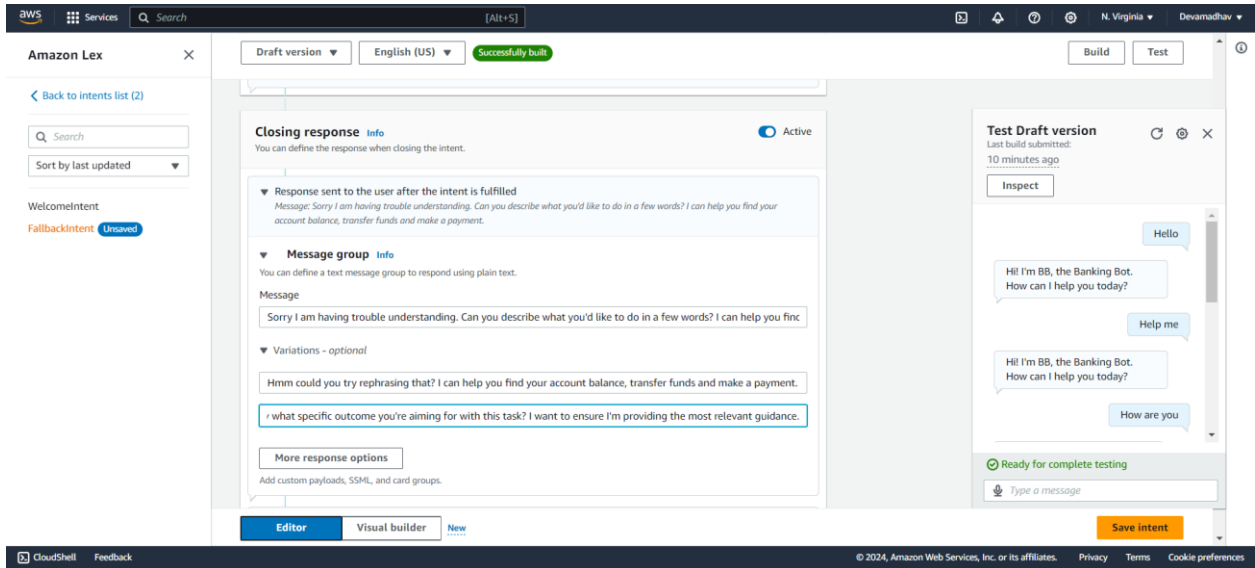 aws
Services
Search
[Alt+S]
N. Virginia
Devamadhav
Amazon Lex
Back to intents list (2)
Search
Sort by last updated
WelcomeIntent
FallbackIntent Unsaved
Draft version
English (US)
Successfully built
Build
Test
Closing response Info
Active
You can define the response when closing the intent.
Response sent to the user after the intent is fulfilled
Message: Sorry I am having trouble understanding. Can you describe what you'd like to do in a few words? I can help you find your
account balance, transfer funds and make a payment.
Message group Info
You can define a text message group to respond using plain text.
Message
Sorry I am having trouble understanding. Can you describe what you'd like to do in a few words? I can help you find
Variations - optional
Hmm could you try rephrasing that? I can help you find your account balance, transfer funds and make a payment.
what specific outcome you're aiming for with this task? I want to ensure I'm providing the most relevant guidance.
More response options
Add custom payloads, SSML, and card groups.
Editor
Visual builder
New
Test Draft version
Last build submitted:
10 minutes ago
Inspect
Hello
Hi! I'm BB, the Banking Bot.
How can I help you today?
Help me
Hi! I'm BB, the Banking Bot.
How can I help you today?
How are you
Ready for complete testing
Type a message
Save intent
CloudShell
Feedback
© 2024, Amazon Web Services, Inc. or its affiliates.
Privacy
Terms
Cookie preferences